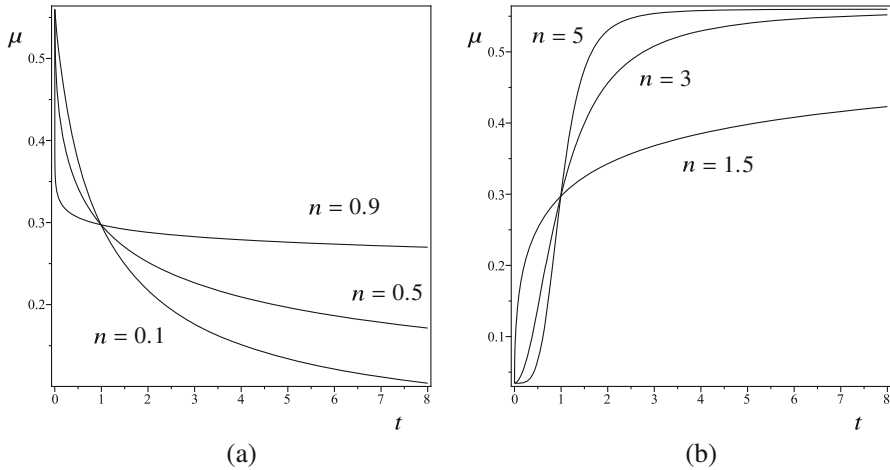 μ
0.5
0.4
0.3
0.2
n = 0.9
n = 0.5
n = 0.1
0 1 2 3 4 5 6 7 8
t
(a)
μ
0.5
0.4
0.3
0.2
0.1
n = 5
n = 3
n = 1.5
0 1 2 3 4 5 6 7 8
t
(b)